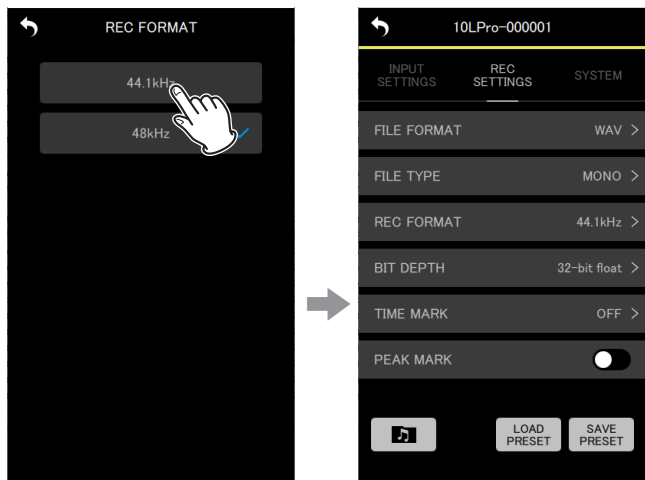 REC FORMAT
44.1kHz
48kHz
10LPro-000001
INPUT
SETTINGS
REC
SETTINGS
SYSTEM
FILE FORMAT WAV >
FILE TYPE MONO >
REC FORMAT 44.1kHz >
BIT DEPTH 32-bit float >
TIME MARK OFF >
PEAK MARK
LOAD
PRESET
SAVE
PRESET